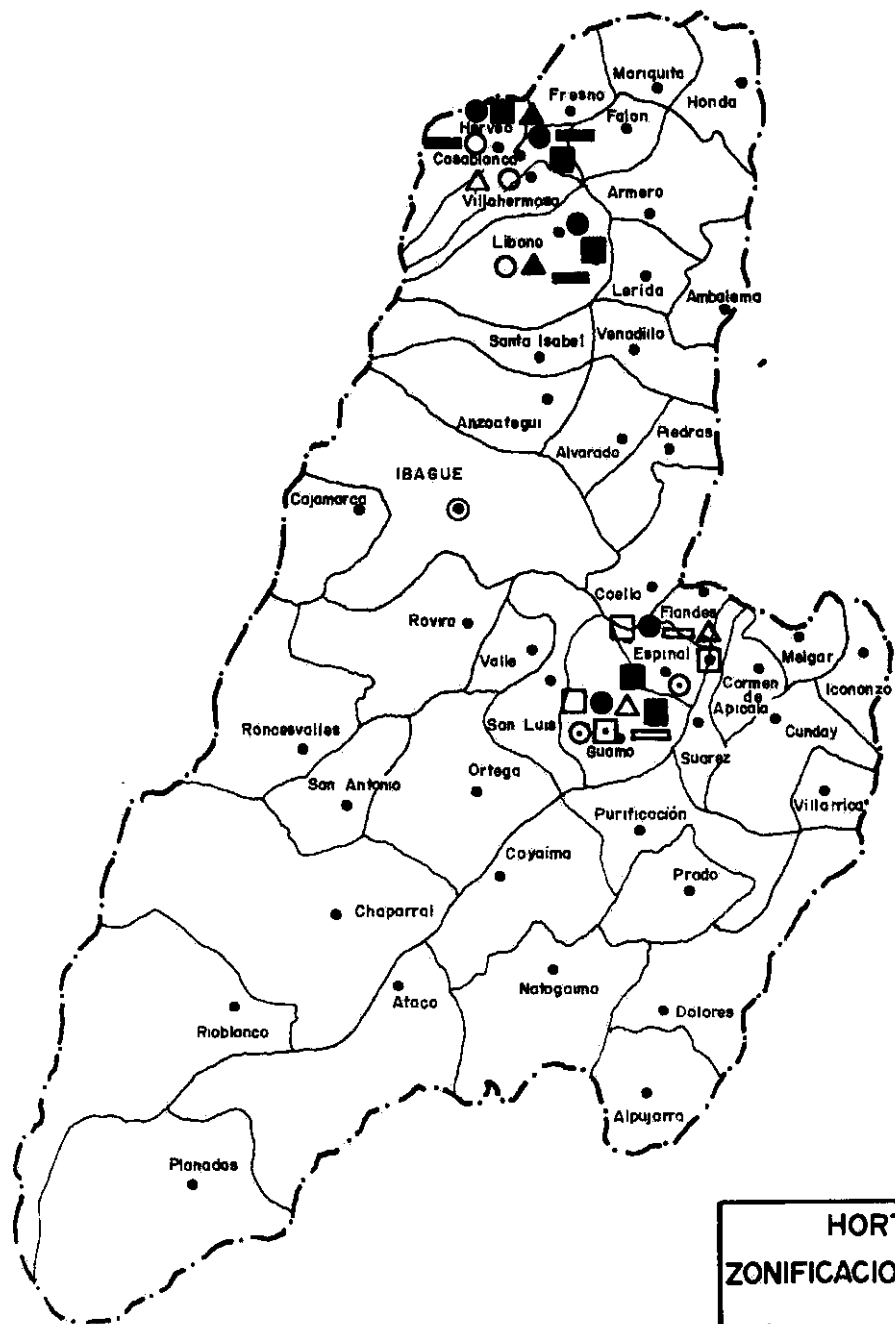 Mariquita
Honda
Fresno
Falon
Herveo
Casablanca
Villahermosa
Armero
Libano
Lerida
Ambalema
Santa Isabel
Venadillo
Anzoategui
Alvarado
Piedras
IBAGUE
Cajamarca
Coello
Flandes
Rovira
Melgar
Valle
Espinal
Carmen
de
Apicala
Icononzo
San Luis
Cunday
Roncesvalles
Guamo
Suarez
San Antonio
Ortega
Villarrica
Purificación
Coyaima
Prado
Chaparral
Natagaima
Ataco
Dolores
Rioblanco
Alpujarra
Planadas
HORT
ZONIFICACIO